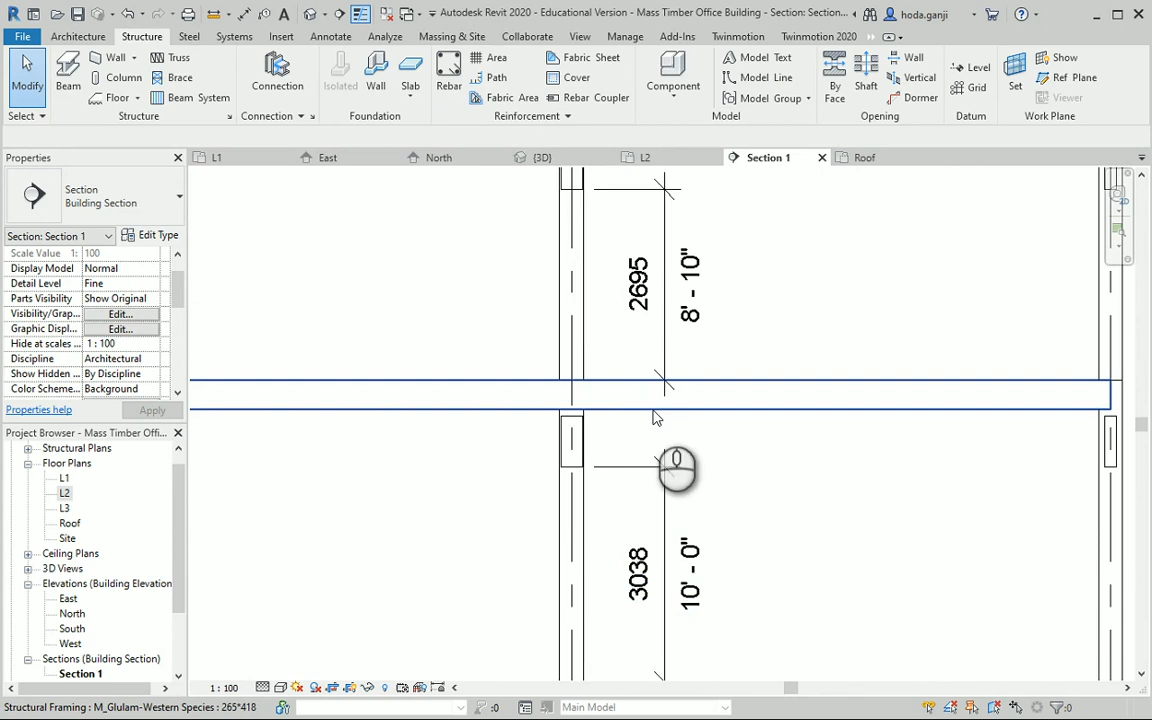 Autodesk Revit 2020 - Educational Version - Mass Timber Office Building - Section: Section...
hoda.ganji
File Architecture Structure Steel Systems Insert Annotate Analyze Massing & Site Collaborate View Manage Add-Ins Twinmotion Twinmotion 2020
Modify
Beam
Wall
Column
Floor
Truss
Brace
Beam System
Connection
Isolated
Wall
Slab
Rebar
Area
Path
Fabric Area
Fabric Sheet
Cover
Rebar Coupler
Component
Model Text
Model Line
Model Group
By Face
Shaft
Wall
Vertical
Dormer
Level
Grid
Set
Show
Ref Plane
Viewer
Select
Structure
Connection
Foundation
Reinforcement
Model
Opening
Datum
Work Plane
Properties
L1
East
North
{3D}
L2
Section 1
Roof
Section
Building Section
Section: Section 1
Edit Type
Scale Value 1: 100
Display Model Normal
Detail Level Fine
Parts Visibility Show Original
Visibility/Grap... Edit...
Graphic Displ... Edit...
Hide at scales ... 1 : 100
Discipline Architectural
Show Hidden ... By Discipline
Color Scheme... Background
Properties help
Apply
Project Browser - Mass Timber Offi...
Structural Plans
Floor Plans
L1
L2
L3
Roof
Site
Ceiling Plans
3D Views
Elevations (Building Elevation
East
North
South
West
Sections (Building Section)
Section 1
2695
8' - 10"
3038
10' - 0"
2D
0
1 : 100
Structural Framing : M_Glulam-Western Species : 265*418
:0
Main Model
:0